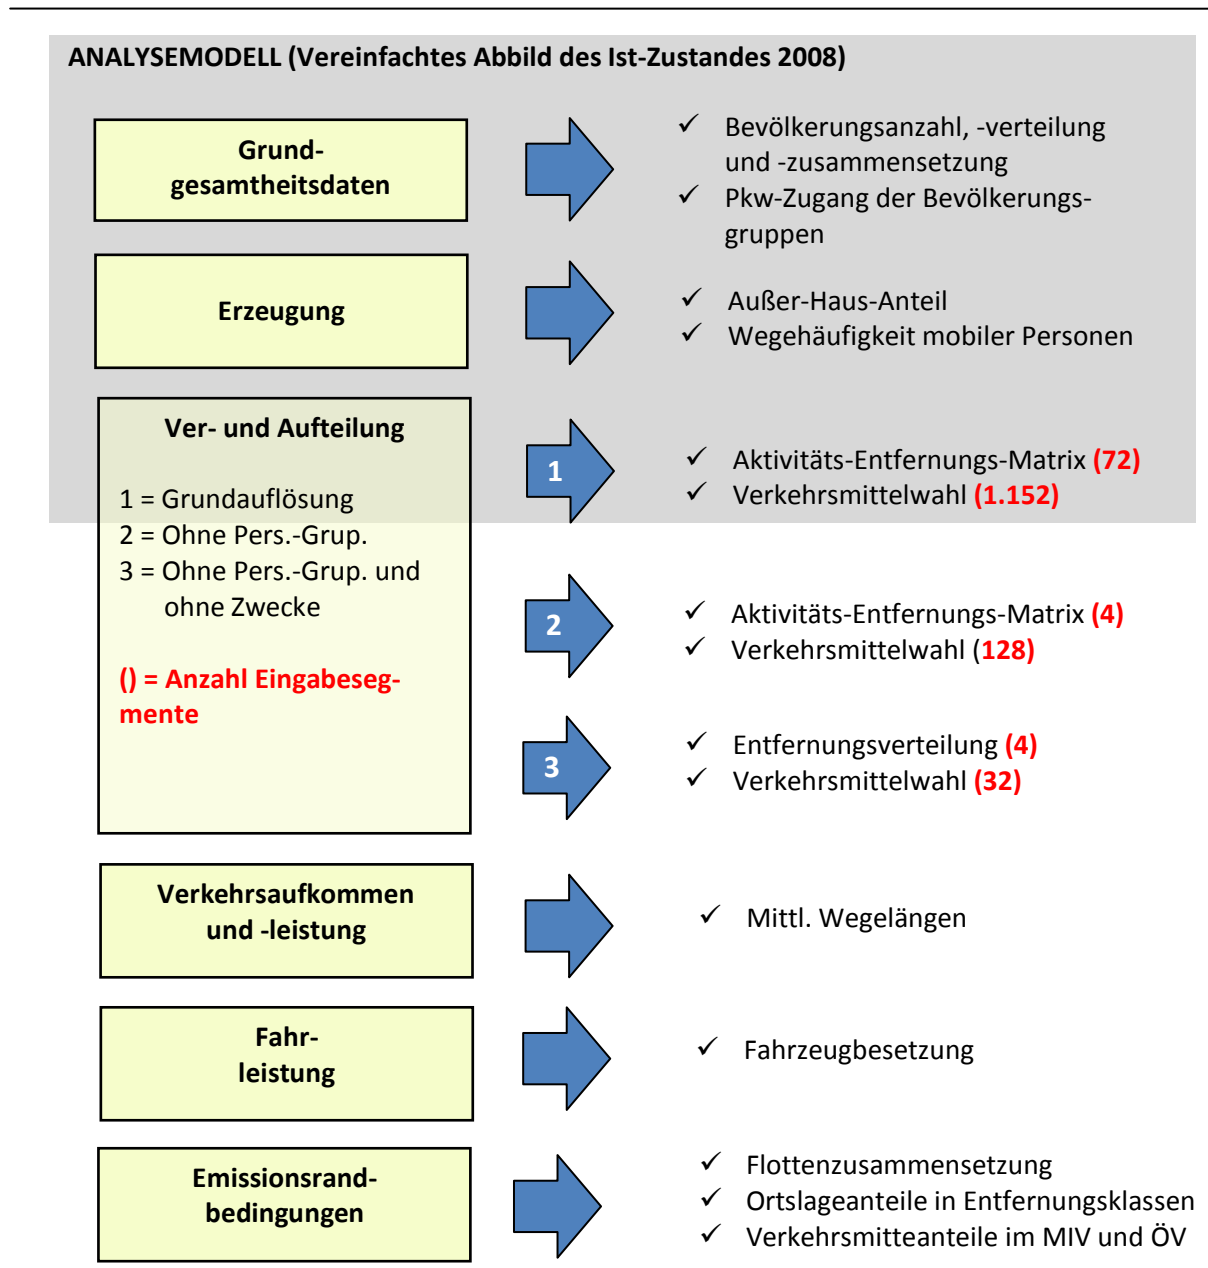 ANALYSEMODELL (Vereinfachtes Abbild des Ist-Zustandes 2008)
Grund-
gesamtheitsdaten
✓ Bevölkerungsanzahl, -verteilung
und -zusammensetzung
✓ Pkw-Zugang der Bevölkerungs-
gruppen
Erzeugung
✓ Außer-Haus-Anteil
✓ Wegehäufigkeit mobiler Personen
Ver- und Aufteilung
1 = Grundauflösung
2 = Ohne Pers.-Grup.
3 = Ohne Pers.-Grup. und
ohne Zwecke
() = Anzahl Eingabeseg-
mente
1
✓ Aktivitäts-Entfernungs-Matrix (72)
✓ Verkehrsmittelwahl (1.152)
2
✓ Aktivitäts-Entfernungs-Matrix (4)
✓ Verkehrsmittelwahl (128)
3
✓ Entfernungsverteilung (4)
✓ Verkehrsmittelwahl (32)
Verkehrsaufkommen
und -leistung
✓ Mittl. Wegelängen
Fahr-
leistung
✓ Fahrzeugbesetzung
Emissionsrand-
bedingungen
✓ Flottenzusammensetzung
✓ Ortslageanteile in Entfernungsklassen
✓ Verkehrsmitteanteile im MIV und ÖV